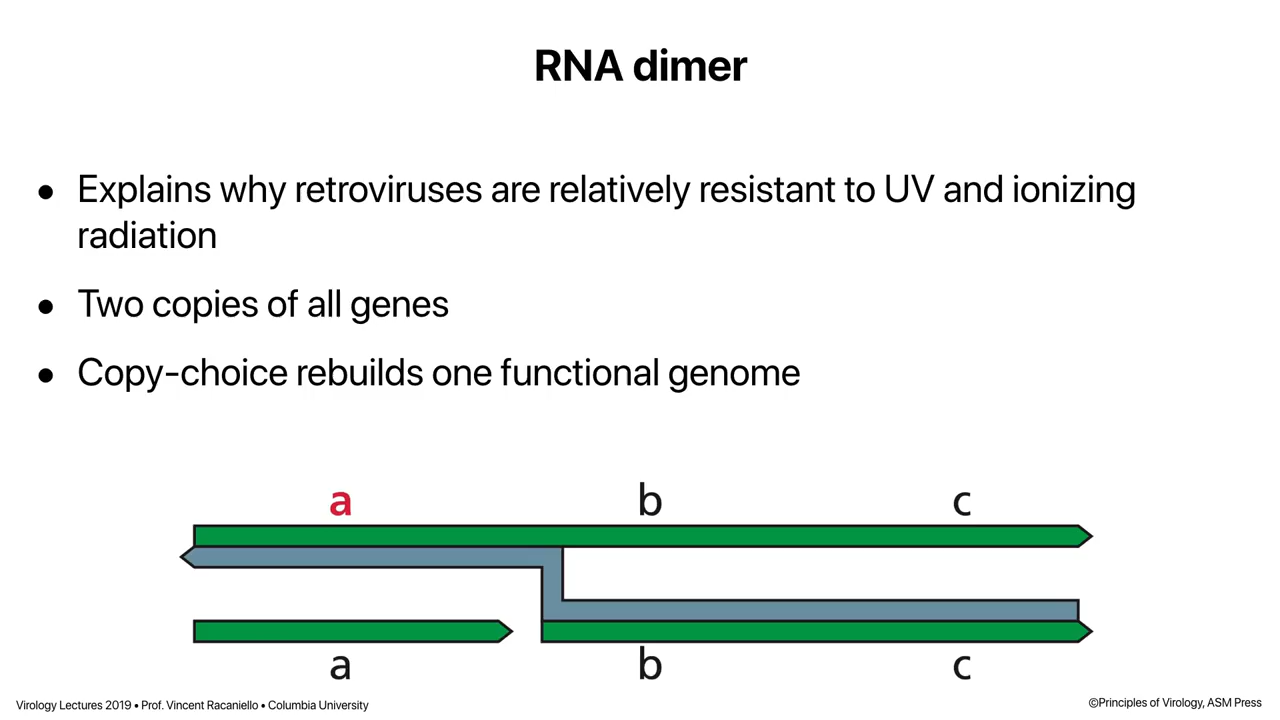 RNA dimer
• Explains why retroviruses are relatively resistant to UV and ionizing
radiation
• Two copies of all genes
• Copy-choice rebuilds one functional genome
a b c
a b c
Virology Lectures 2019 • Prof. Vincent Racaniello • Columbia University
©Principles of Virology, ASM Press